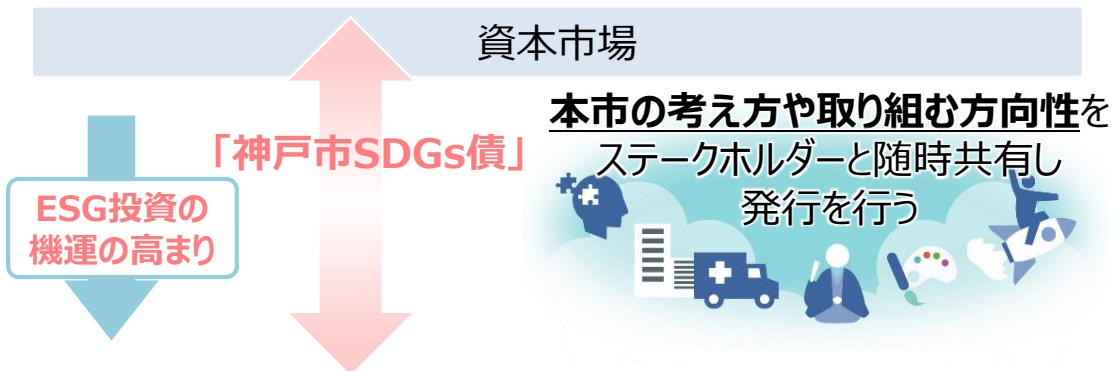 資本市場
本市の考え方や取り組む方向性を
ステークホルダーと随時共有し
発行を行う
「神戸市SDGs債」
ESG投資の
機運の高まり